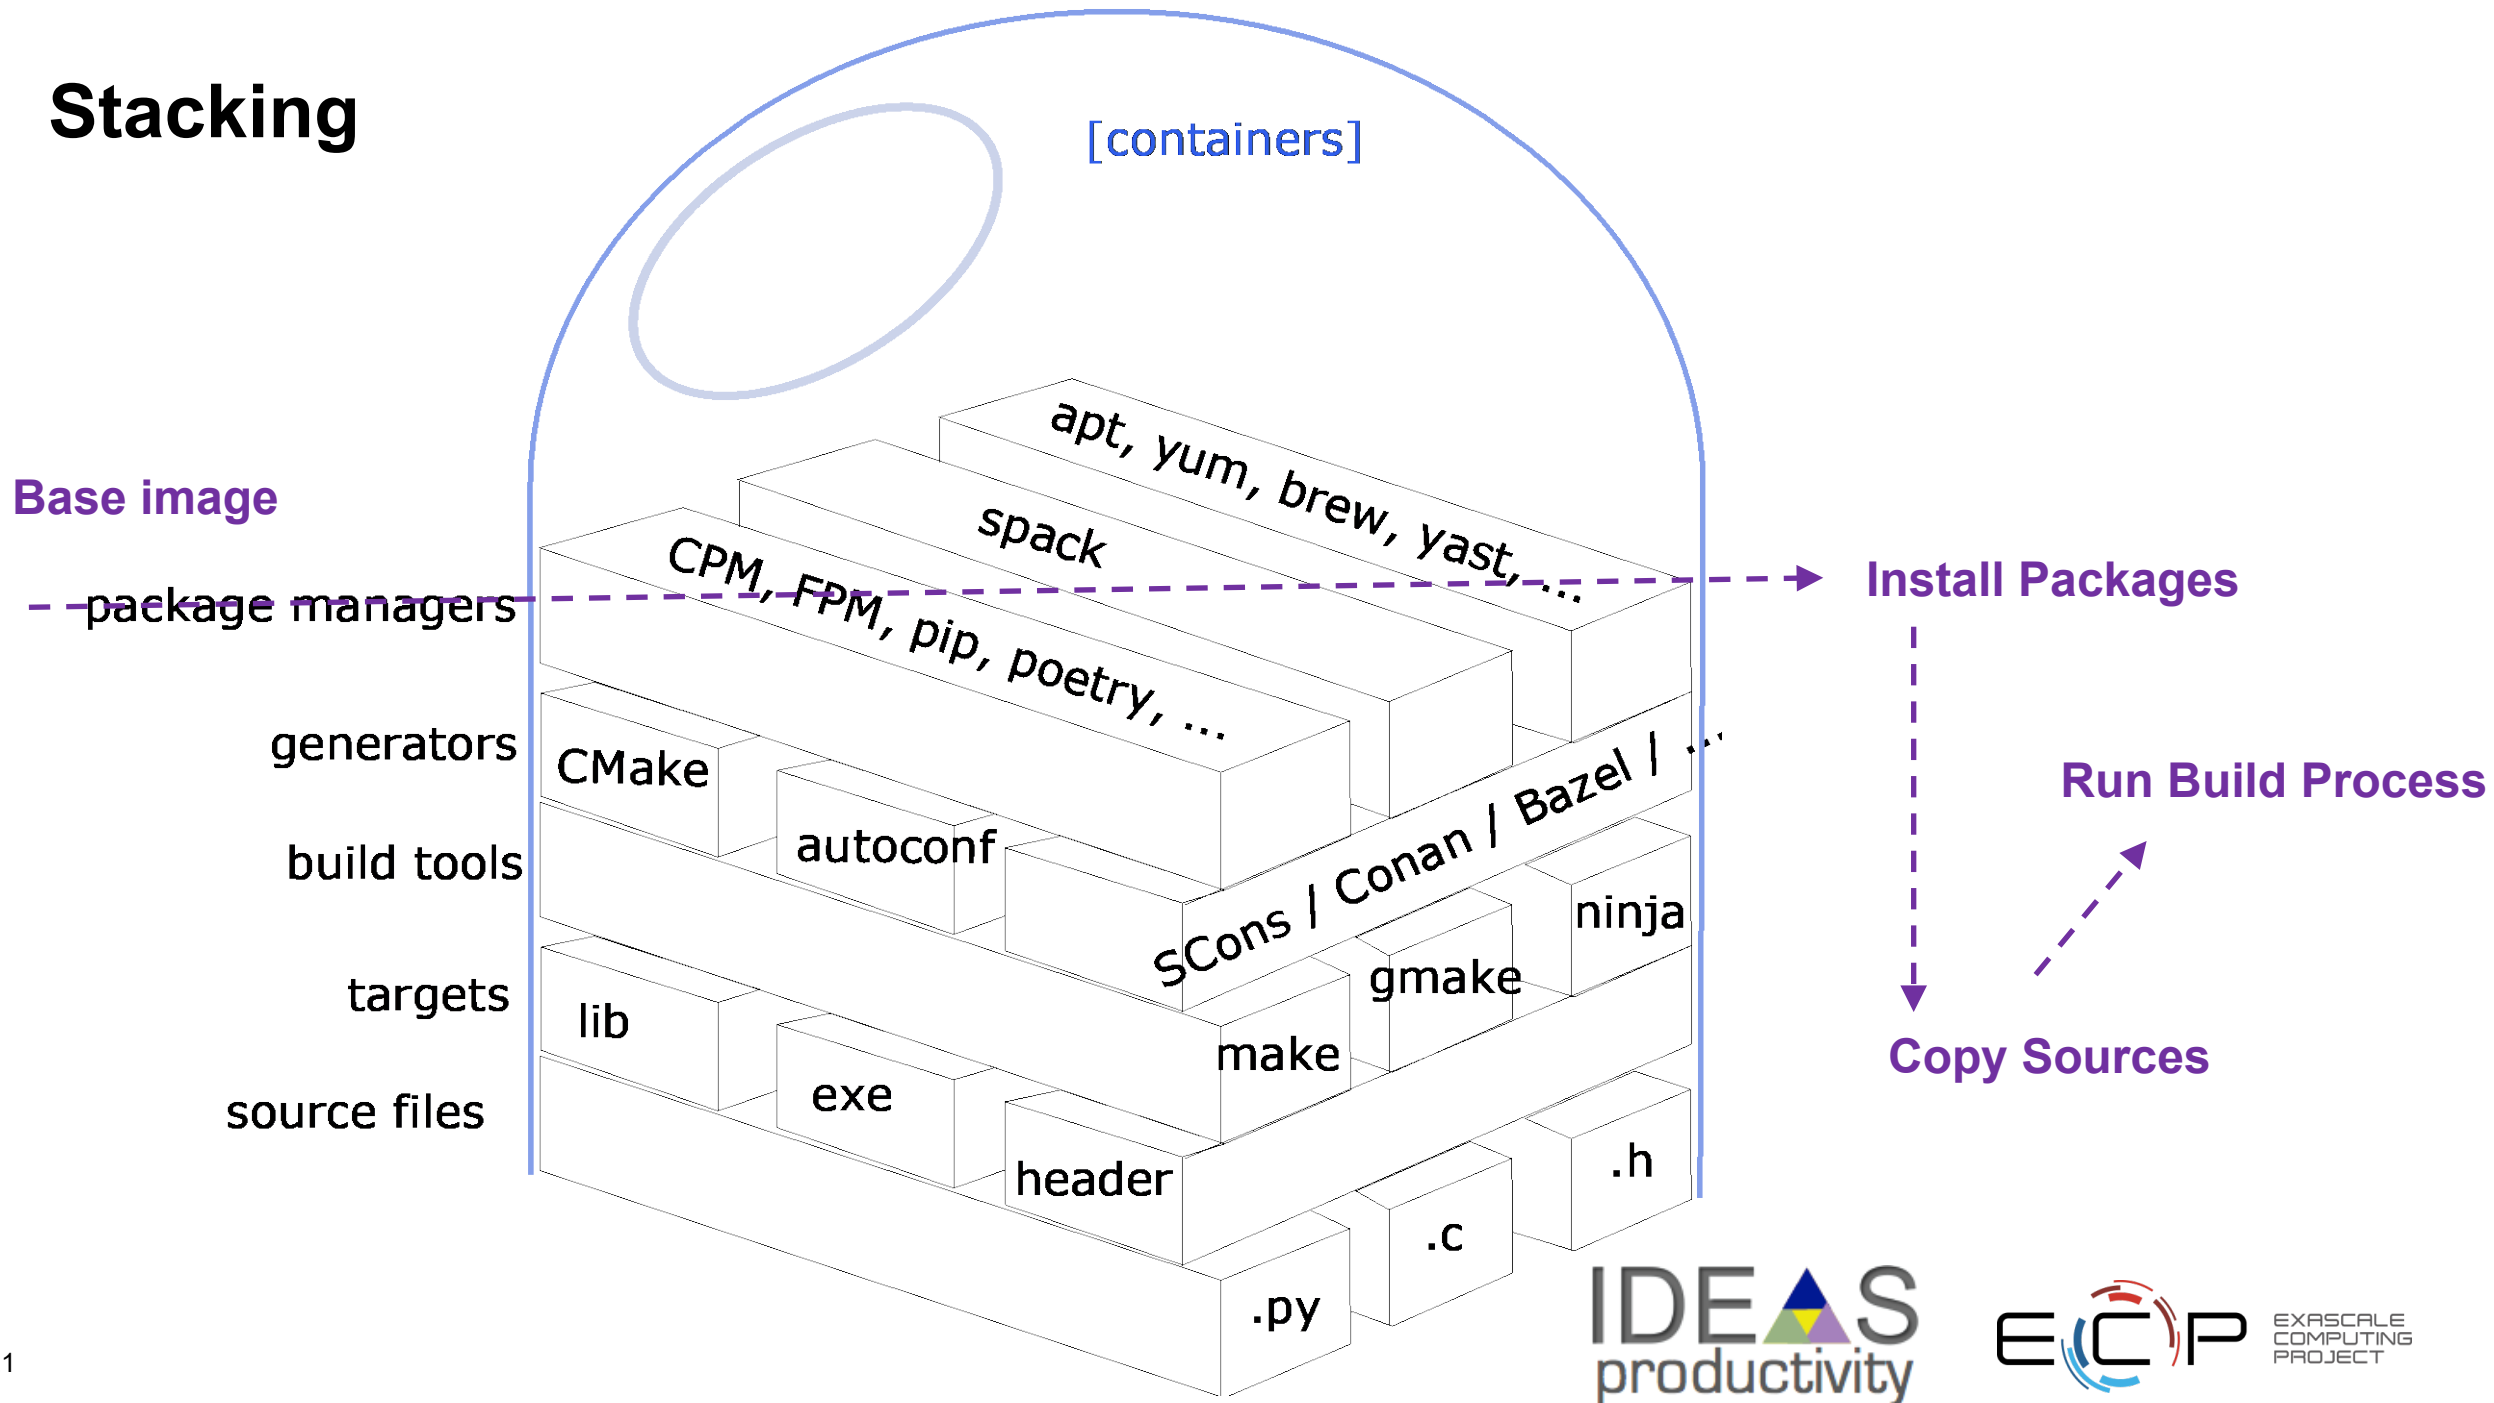 Stacking
[containers]
apt, yum, brew, yast, ...
spack
CPM, FPM, pip, poetry, ...
Base image
package managers
Install Packages
generators
CMake
autoconf
SCons / Conan / Bazel / ...
Run Build Process
build tools
make
gmake
ninja
targets
lib
exe
header
Copy Sources
source files
.py
.c
.h
IDEAS
productivity
ECP
EXASCALE
COMPUTING
PROJECT
1